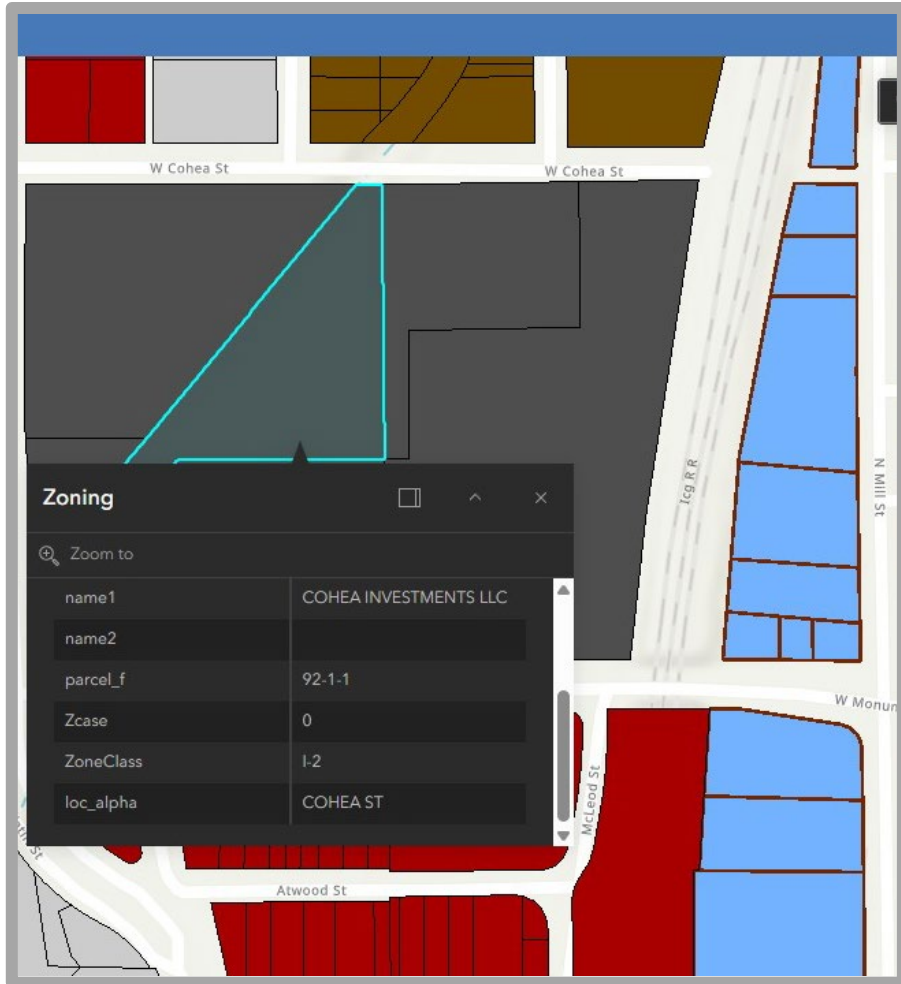 W Cohea St
W Cohea St
Icg R R
N Mill St
Zoning
Zoom to
name1 COHEA INVESTMENTS LLC
name2
parcel_f 92-1-1
Zcase 0
ZoneClass I-2
loc_alpha COHEA ST
W Monum
McLeod St
Atwood St